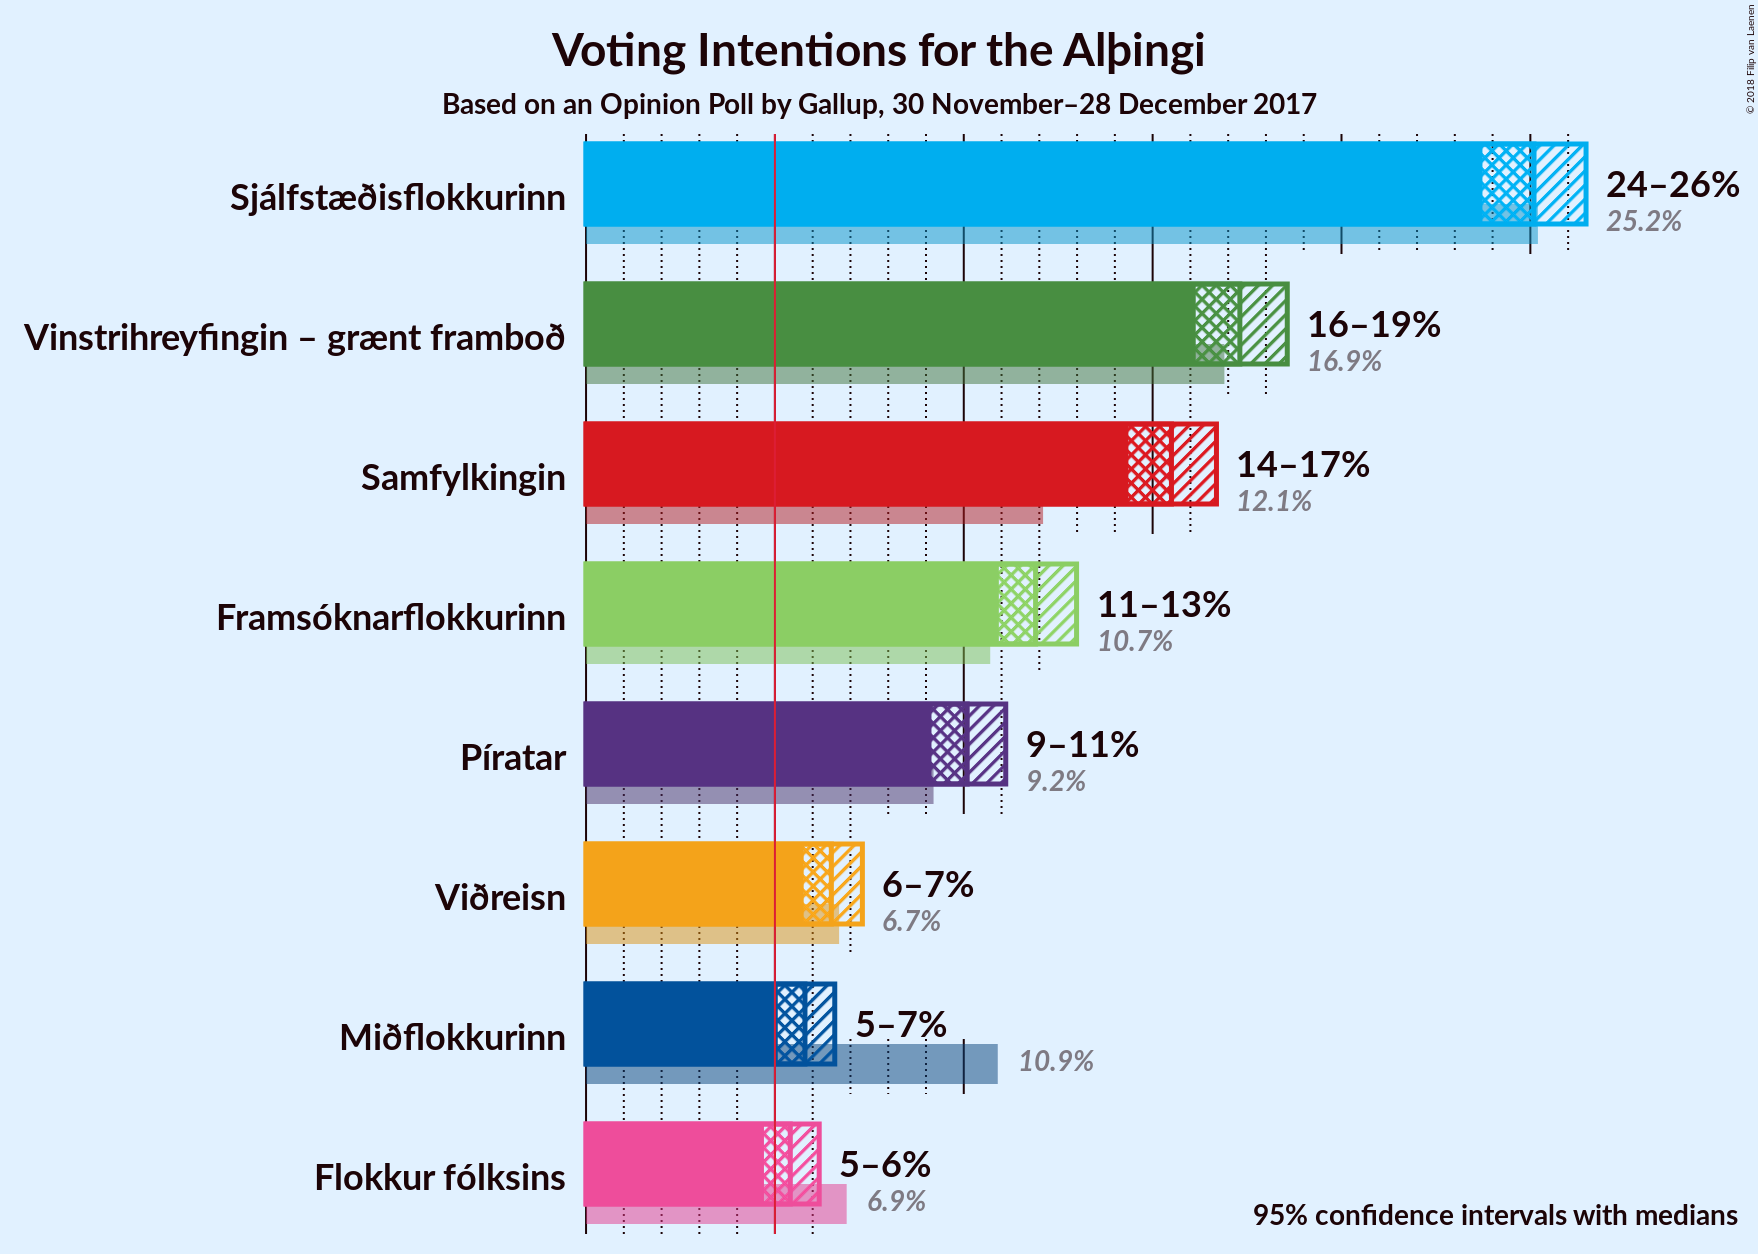 Voting Intentions for the Alþingi
Based on an Opinion Poll by Gallup, 30 November–28 December 2017
© 2018 Filip van Laenen
Sjálfstæðisflokkurinn
24–26%
25.2%
Vinstrihreyfingin – grænt framboð
16–19%
16.9%
Samfylkingin
14–17%
12.1%
Framsóknarflokkurinn
11–13%
10.7%
Píratar
9–11%
9.2%
Viðreisn
6–7%
6.7%
Miðflokkurinn
5–7%
10.9%
Flokkur fólksins
5–6%
6.9%
95% confidence intervals with medians